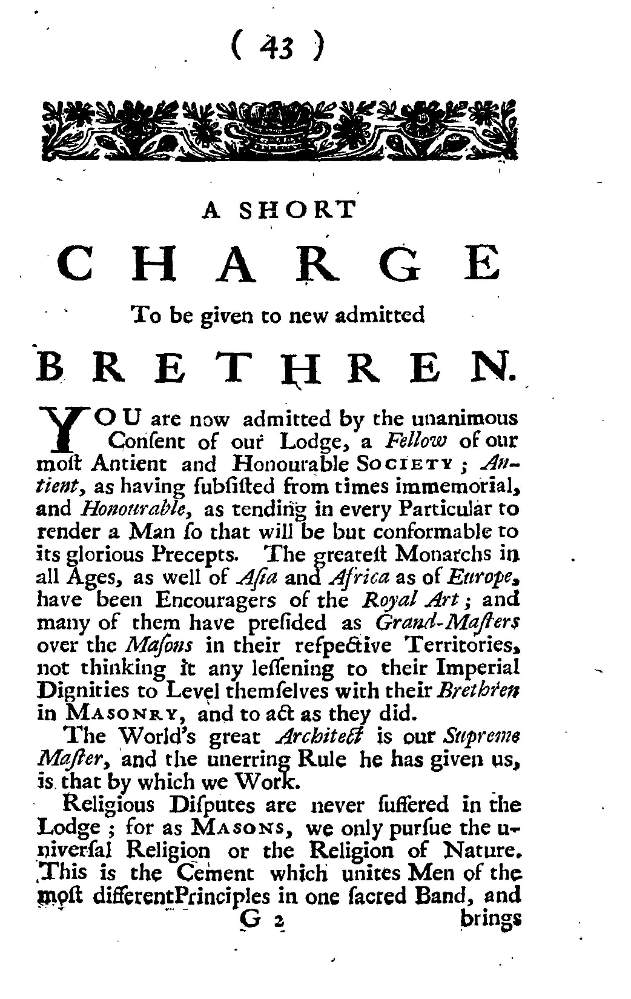 ( 43 )
A SHORT
CHARGE
To be given to new admitted
BRETHREN.
YOU are now admitted by the unanimous
Conſent of our Lodge, a Fellow of our
moſt Antient and Honourable SOCIETY ; An-
tient, as having ſubſiſted from times immemorial,
and Honourable, as tending in every Particular to
render a Man ſo that will be but conformable to
its glorious Precepts. The greateſt Monarchs in
all Ages, as well of Aſia and Africa as of Europe,
have been Encouragers of the Royal Art ; and
many of them have preſided as Grand-Maſters
over the Maſons in their reſpective Territories,
not thinking it any leſſening to their Imperial
Dignities to Level themſelves with their Brethren
in MASONRY, and to act as they did.
The World's great Architect is our Supreme
Maſter, and the unerring Rule he has given us,
is that by which we Work.
Religious Diſputes are never ſuffered in the
Lodge ; for as MASONS, we only purſue the u-
niverſal Religion or the Religion of Nature.
This is the Cement which unites Men of the
moſt differentPrinciples in one ſacred Band, and
G 2 brings